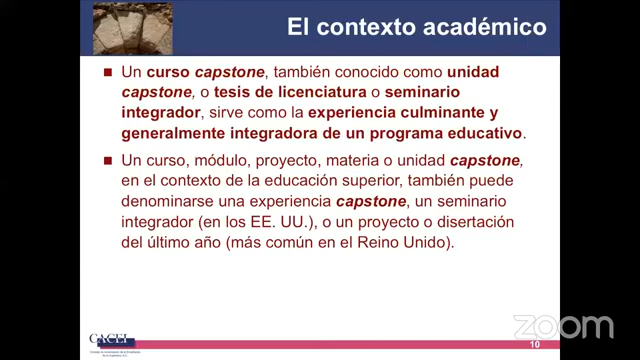 El contexto académico
Un curso capstone, también conocido como unidad
capstone, o tesis de licenciatura o seminario
integrador, sirve como la experiencia culminante y
generalmente integradora de un programa educativo.
Un curso, módulo, proyecto, materia o unidad capstone,
en el contexto de la educación superior, también puede
denominarse una experiencia capstone, un seminario
integrador (en los EE. UU.), o un proyecto o disertación
del último año (más común en el Reino Unido).
CACEI
10
zoom